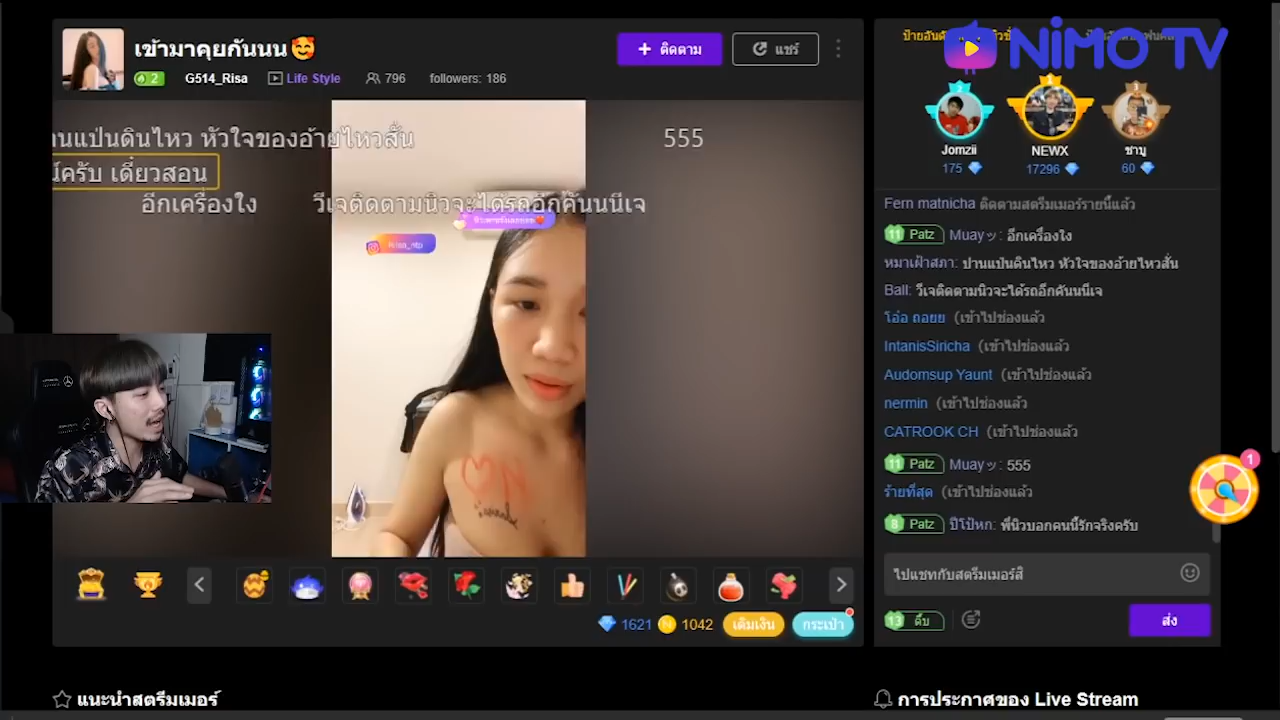 เข้ามาคุยกันนน
2
G514_Risa
Life Style
796
followers: 186
+ ติดตาม
แชร์
NiMO TV
Jomzii
175
NEWX
17296
ชาบู
60
555
านแป่นดินไหว หัวใจของอ้ายไหวสั้น
น์ครับ เดี๋ยวสอน
อีกเครื่องใง
วีเจติดตามนิวจะได้รถอีกคันนนีเจ
Risa_ntp
Fern matnicha ติดตามสตรีมเมอร์รายนี้แล้ว
11 Patz Muayッ: อีกเครื่องใง
หมาเฝ้าสภา: ปานแป่นดินไหว หัวใจของอ้ายไหวสั้น
Ball: วีเจติดตามนิวจะได้รถอีกคันนนีเจ
โอ๋อ ถอยย (เข้าไปช่องแล้ว
IntanisSiricha (เข้าไปช่องแล้ว
Audomsup Yaunt (เข้าไปช่องแล้ว
nermin (เข้าไปช่องแล้ว
CATROOK CH (เข้าไปช่องแล้ว
11 Patz Muayッ: 555
ร้ายที่สุด (เข้าไปช่องแล้ว
8 Patz ปีโป้หก: พี่นิวบอกคนนี้รักจริงครับ
ไปแชทกับสตรีมเมอร์สิ
13 ดิ้บ
ส่ง
1
1621
1042
เติมเงิน
กระเป๋า
แนะนำสตรีมเมอร์
การประกาศของ Live Stream